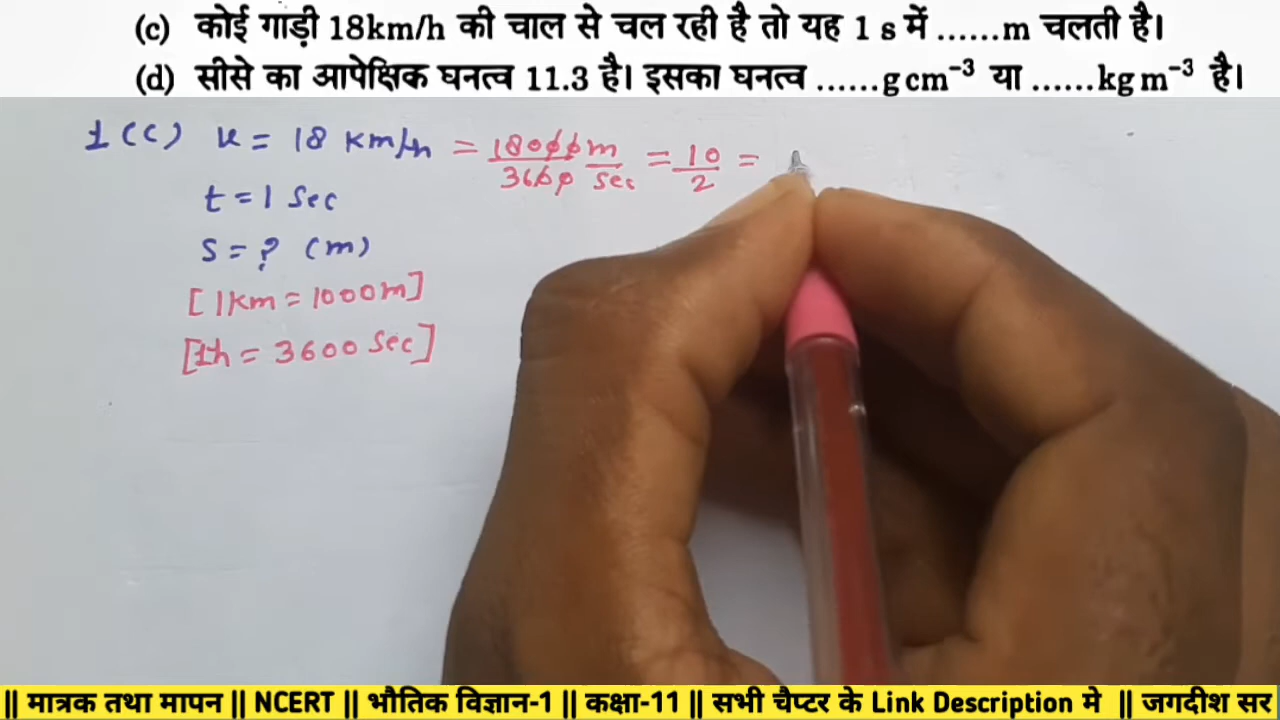 (c) कोई गाड़ी 18km/h की चाल से चल रही है तो यह 1 s में ......m चलती है।
(d) सीसे का आपेक्षिक घनत्व 11.3 है। इसका घनत्व ......g cm⁻³ या ......kg m⁻³ है।
1 (C) u = 18 Km/h = 18000m/3600 sec = 10/2 =
t = 1 Sec
S = ? (m)
[1km = 1000m]
[1h = 3600 Sec]
|| मात्रक तथा मापन || NCERT || भौतिक विज्ञान-1 || कक्षा-11 || सभी चैप्टर के Link Description मे || जगदीश सर